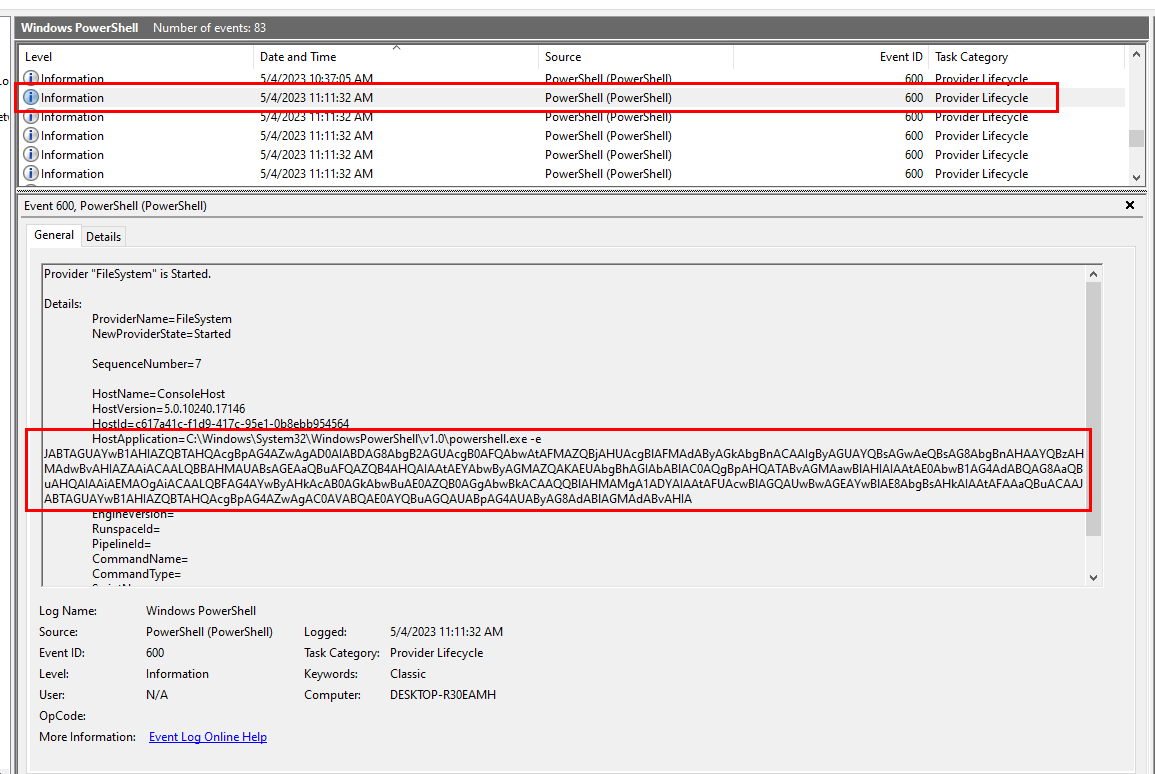 Windows PowerShell Number of events: 83
Level Date and Time Source Event ID Task Category
Information 5/4/2023 10:37:05 AM PowerShell (PowerShell) 600 Provider Lifecycle
Information 5/4/2023 11:11:32 AM PowerShell (PowerShell) 600 Provider Lifecycle
Information 5/4/2023 11:11:32 AM PowerShell (PowerShell) 600 Provider Lifecycle
Information 5/4/2023 11:11:32 AM PowerShell (PowerShell) 600 Provider Lifecycle
Information 5/4/2023 11:11:32 AM PowerShell (PowerShell) 600 Provider Lifecycle
Information 5/4/2023 11:11:32 AM PowerShell (PowerShell) 600 Provider Lifecycle
Event 600, PowerShell (PowerShell)
General Details
Provider "FileSystem" is Started.
Details:
ProviderName=FileSystem
NewProviderState=Started
SequenceNumber=7
HostName=ConsoleHost
HostVersion=5.0.10240.17146
HostId=c617a41c-f1d9-417c-95e1-0b8ebb954564
HostApplication=C:\Windows\System32\WindowsPowerShell\v1.0\powershell.exe -e
JABTAGUAYwB1AHIAZQBTAHQAcgBpAG4AZwAgAD0AIABDAG8AbgB2AGUAcgB0AFQAbwAtAFMAZQBjAHUAcgBlAFMAdAByAGkAbgBnACAAIgByAGUAYQBsAGwAeQBsAG8AbgBnAHAAYQBzAH
MAdwBvAHIAZAAiACAALQBBAHMAUABsAGEAaQBuAFQAZQB4AHQAIAAtAEYAbwByAGMAZQAKAEUAbgBhAGIAbABlAC0AQgBpAHQATABvAGMAawBlAHIAIAAtAE0AbwB1AG4AdABQAG8AaQB
uAHQAIAAiAEMAOgAiACAALQBFAG4AYwByAHkAcAB0AGkAbwBuAE0AZQB0AGgAbwBkACAAQQBlAHMAMgA1ADYAIAAtAFUAcwBlAGQAUwBwAGEAYwBlAE8AbgBsAHkAIAAtAFAAaQBuACAAJ
ABTAGUAYwB1AHIAZQBTAHQAcgBpAG4AZwAgAC0AVABQAE0AYQBuAGQAUABpAG4AUAByAG8AdABlAGMAdABvAHIA
EngineVersion=
RunspaceId=
PipelineId=
CommandName=
CommandType=
Log Name: Windows PowerShell
Source: PowerShell (PowerShell) Logged: 5/4/2023 11:11:32 AM
Event ID: 600 Task Category: Provider Lifecycle
Level: Information Keywords: Classic
User: N/A Computer: DESKTOP-R30EAMH
OpCode:
More Information: Event Log Online Help